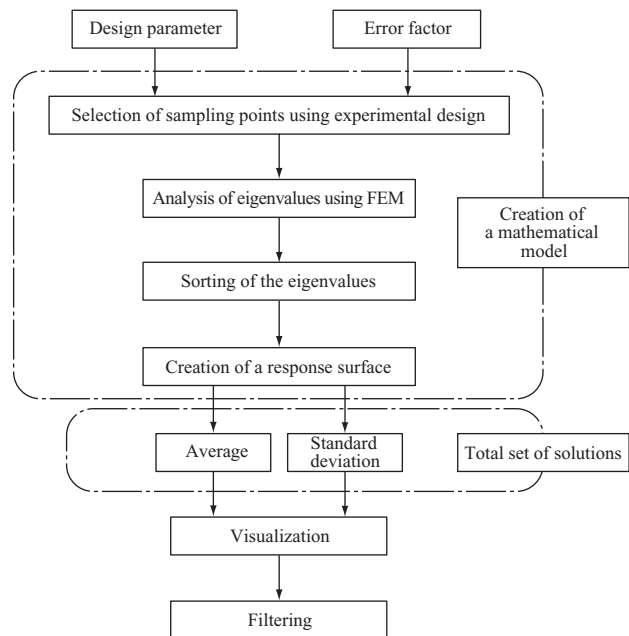 Design parameter
Error factor
Selection of sampling points using experimental design
Analysis of eigenvalues using FEM
Creation of
a mathematical
model
Sorting of the eigenvalues
Creation of a response surface
Average
Standard
deviation
Total set of solutions
Visualization
Filtering